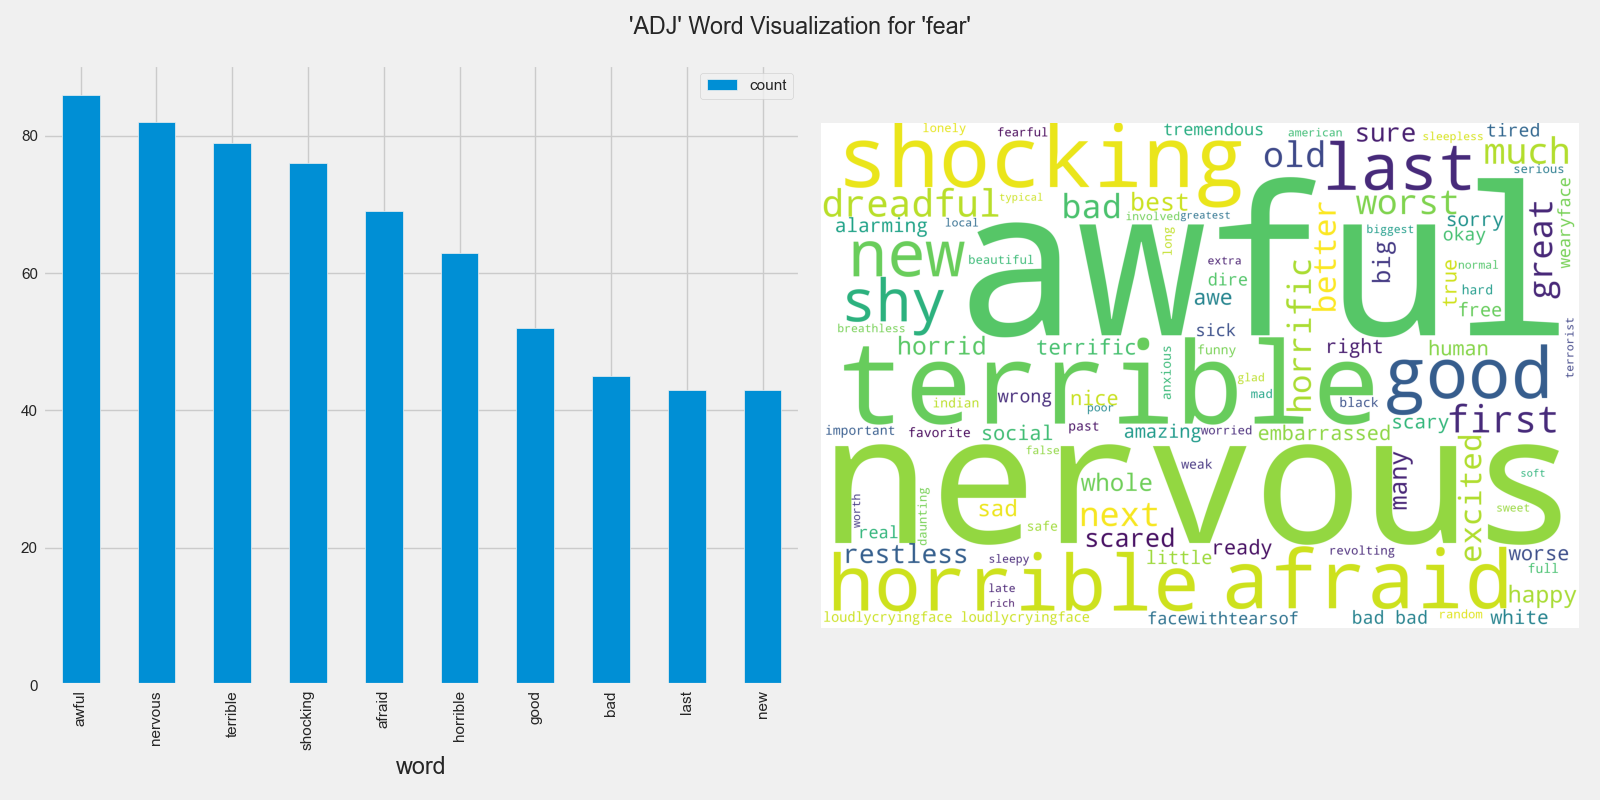 'ADJ' Word Visualization for 'fear'
count
80
60
40
20
0
awful
nervous
terrible
shocking
afraid
horrible
good
bad
last
new
word
lonely
fearful
tremendous
american
sure
sleepless
tired
shocking
old
last
much
serious
dreadful
typical
bad
best
worst
involved
greatest
sorry
great
wearyface
alarming
local
long
better
biggest
okay
new
awful
big
beautiful
extra
true
normal
shy
dire
horrific
hard
awe
free
breathless
sick
terrorist
horrid
terrific
funny
right
human
terrible
anxious
glad
good
indian
wrong
nice
mad
poor
black
scary
first
important
favorite
social
past
amazing
worried
embarrassed
false
nervous
weak
many
excited
soft
whole
worth
daunting
sad
next
sweet
real
safe
scared
restless
sleepy
little
ready
revolting
worse
full
horrible
afraid
late
happy
rich
loudlycryingface loudlycryingface
facewithtearsof
bad bad
random
white